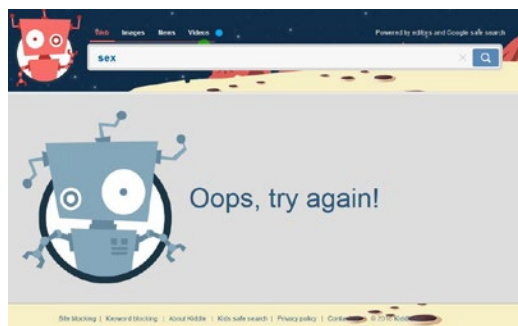 Web Images News Videos
Powered by editors and Google safe search
sex
Oops, try again!
Site blocking | Keyword blocking | About Kiddle | Kids safe search | Privacy policy |